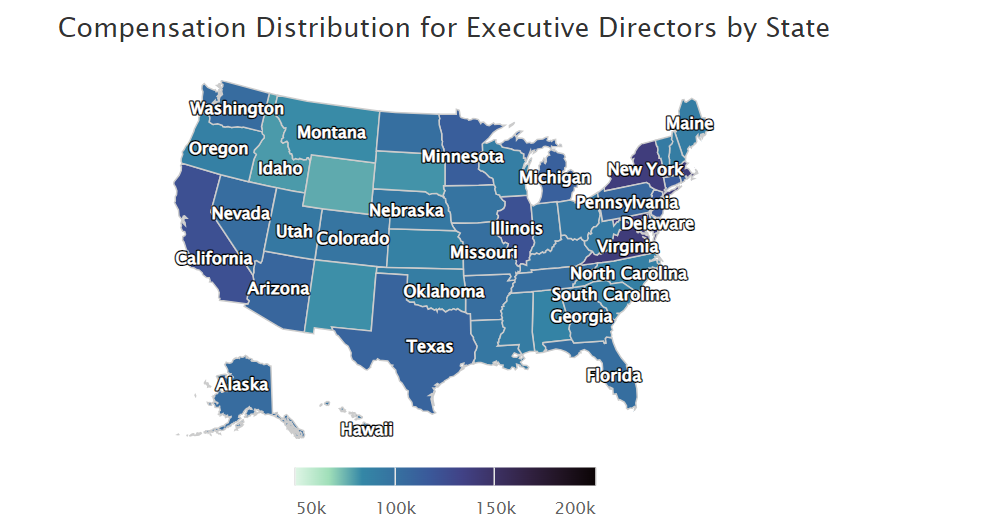 Compensation Distribution for Executive Directors by State
Washington
Maine
Montana
Oregon
Minnesota
Idaho
New York
Michigan
Pennsylvania
Nevada
Nebraska
Delaware
Illinois
Utah
Colorado
Virginia
Missouri
California
North Carolina
Arizona
Oklahoma
South Carolina
Georgia
Texas
Florida
Alaska
Hawaii
50k 100k 150k 200k